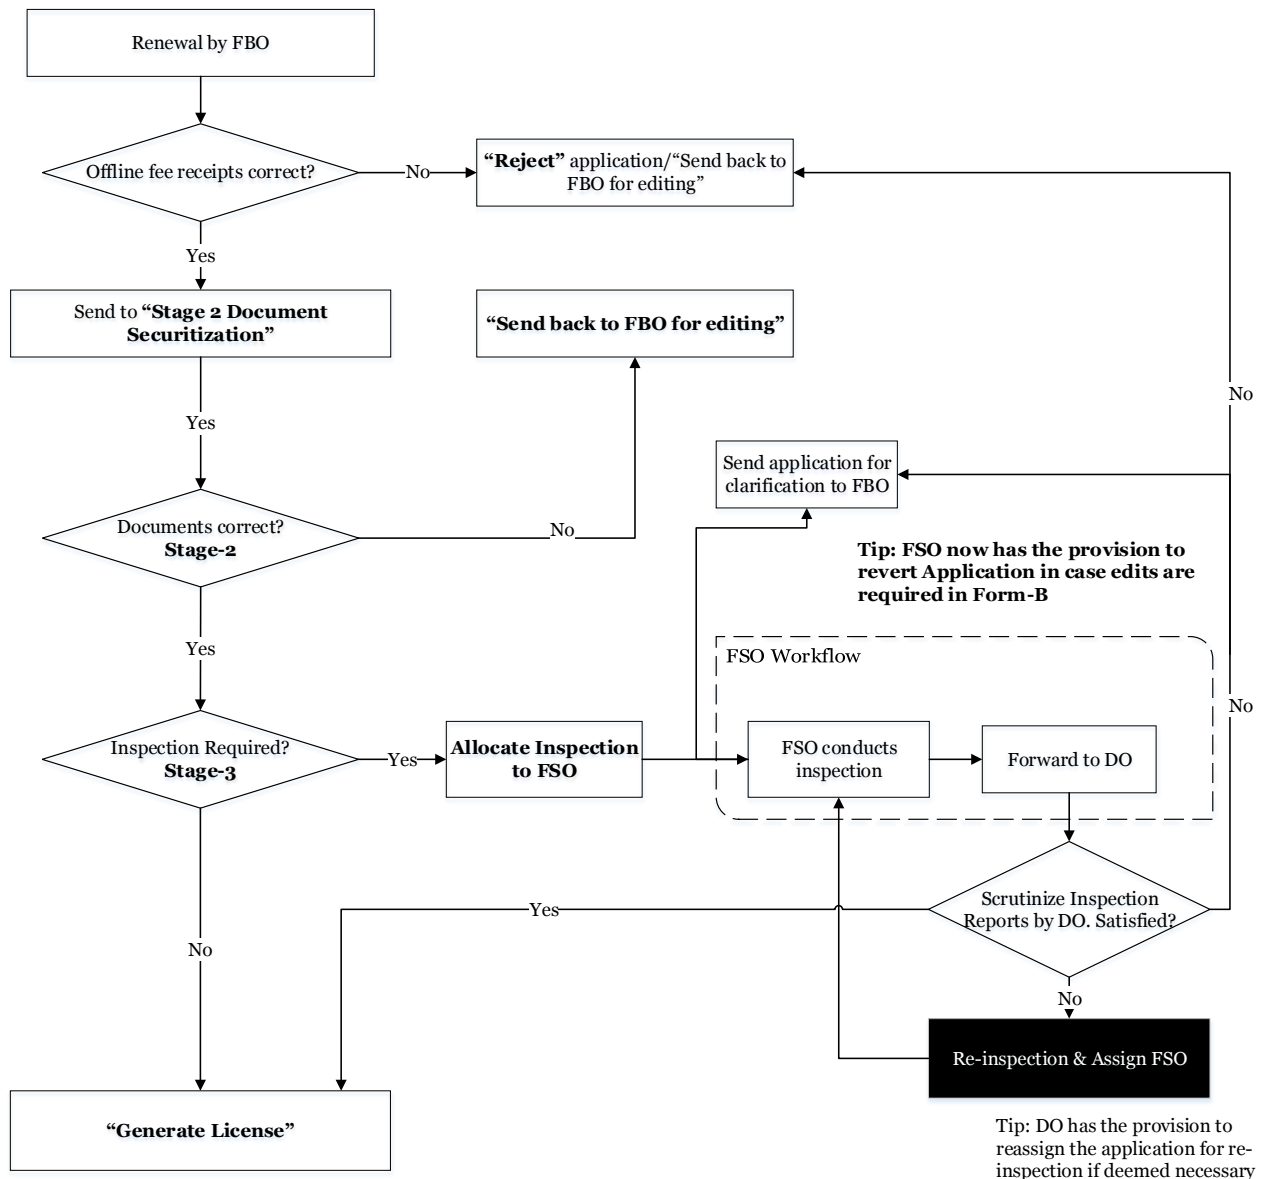 Renewal by FBO
Offline fee receipts correct?
No
“Reject” application/“Send back to
FBO for editing”
Yes
Send to “Stage 2 Document
Securitization”
“Send back to FBO for editing”
No
Yes
Send application for
clarification to FBO
Documents correct?
Stage-2
No
Tip: FSO now has the provision to
revert Application in case edits are
required in Form-B
Yes
FSO Workflow
No
Inspection Required?
Stage-3
Yes
Allocate Inspection
to FSO
FSO conducts
inspection
Forward to DO
Scrutinize Inspection
Reports by DO. Satisfied?
Yes
No
No
Re-inspection & Assign FSO
“Generate License”
Tip: DO has the provision to
reassign the application for re-
inspection if deemed necessary